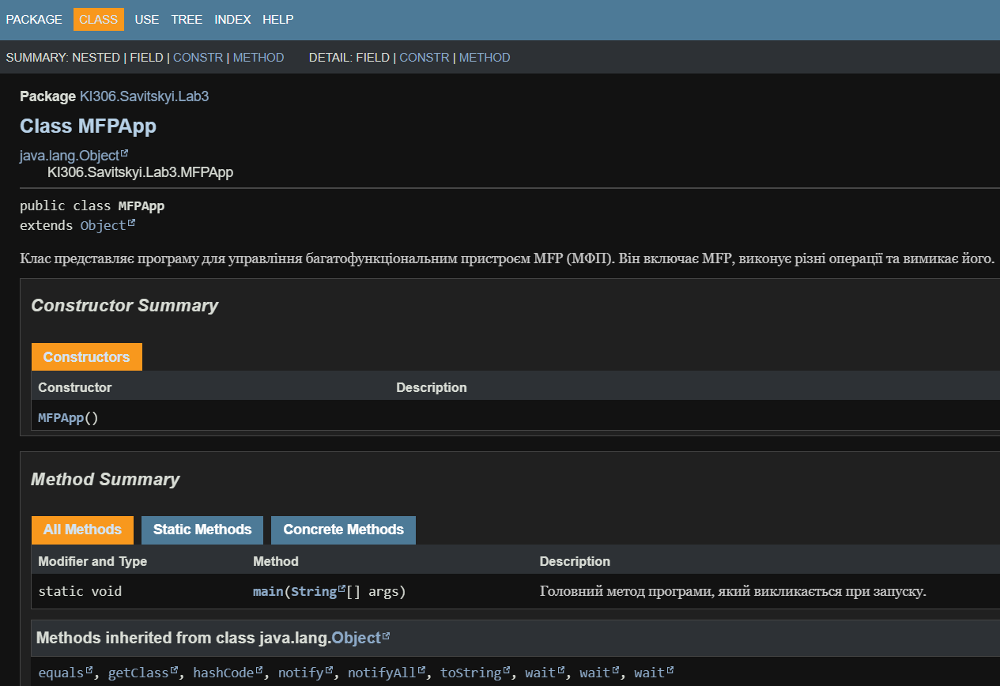 PACKAGE CLASS USE TREE INDEX HELP
SUMMARY: NESTED | FIELD | CONSTR | METHOD DETAIL: FIELD | CONSTR | METHOD
Package KI306.Savitskyi.Lab3
Class MFPApp
java.lang.Object
KI306.Savitskyi.Lab3.MFPApp
public class MFPApp
extends Object
Клас представляє програму для управління багатофункціональним пристроєм MFP (МФП). Він включає MFP, виконує різні операції та вимикає його.
Constructor Summary
Constructors
Constructor Description
MFPApp()
Method Summary
All Methods Static Methods Concrete Methods
Modifier and Type Method Description
static void main(String[] args) Головний метод програми, який викликається при запуску.
Methods inherited from class java.lang.Object
equals, getClass, hashCode, notify, notifyAll, toString, wait, wait, wait